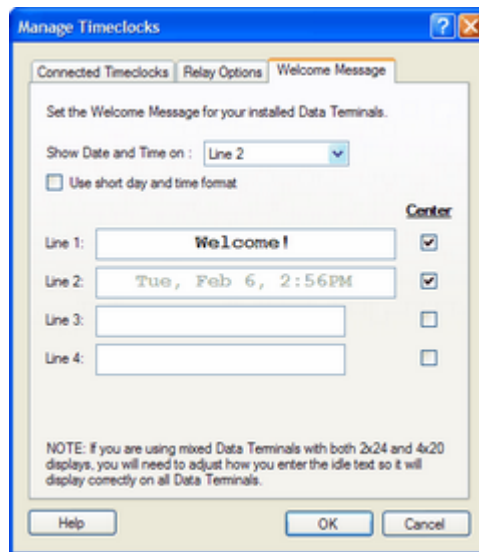 Manage Timeclocks
Connected Timeclocks Relay Options Welcome Message
Set the Welcome Message for your installed Data Terminals.
Show Date and Time on : Line 2
Use short day and time format
Center
Line 1: Welcome!
Line 2: Tue, Feb 6, 2:56PM
Line 3:
Line 4:
NOTE: If you are using mixed Data Terminals with both 2x24 and 4x20
displays, you will need to adjust how you enter the idle text so it will
display correctly on all Data Terminals.
Help OK Cancel